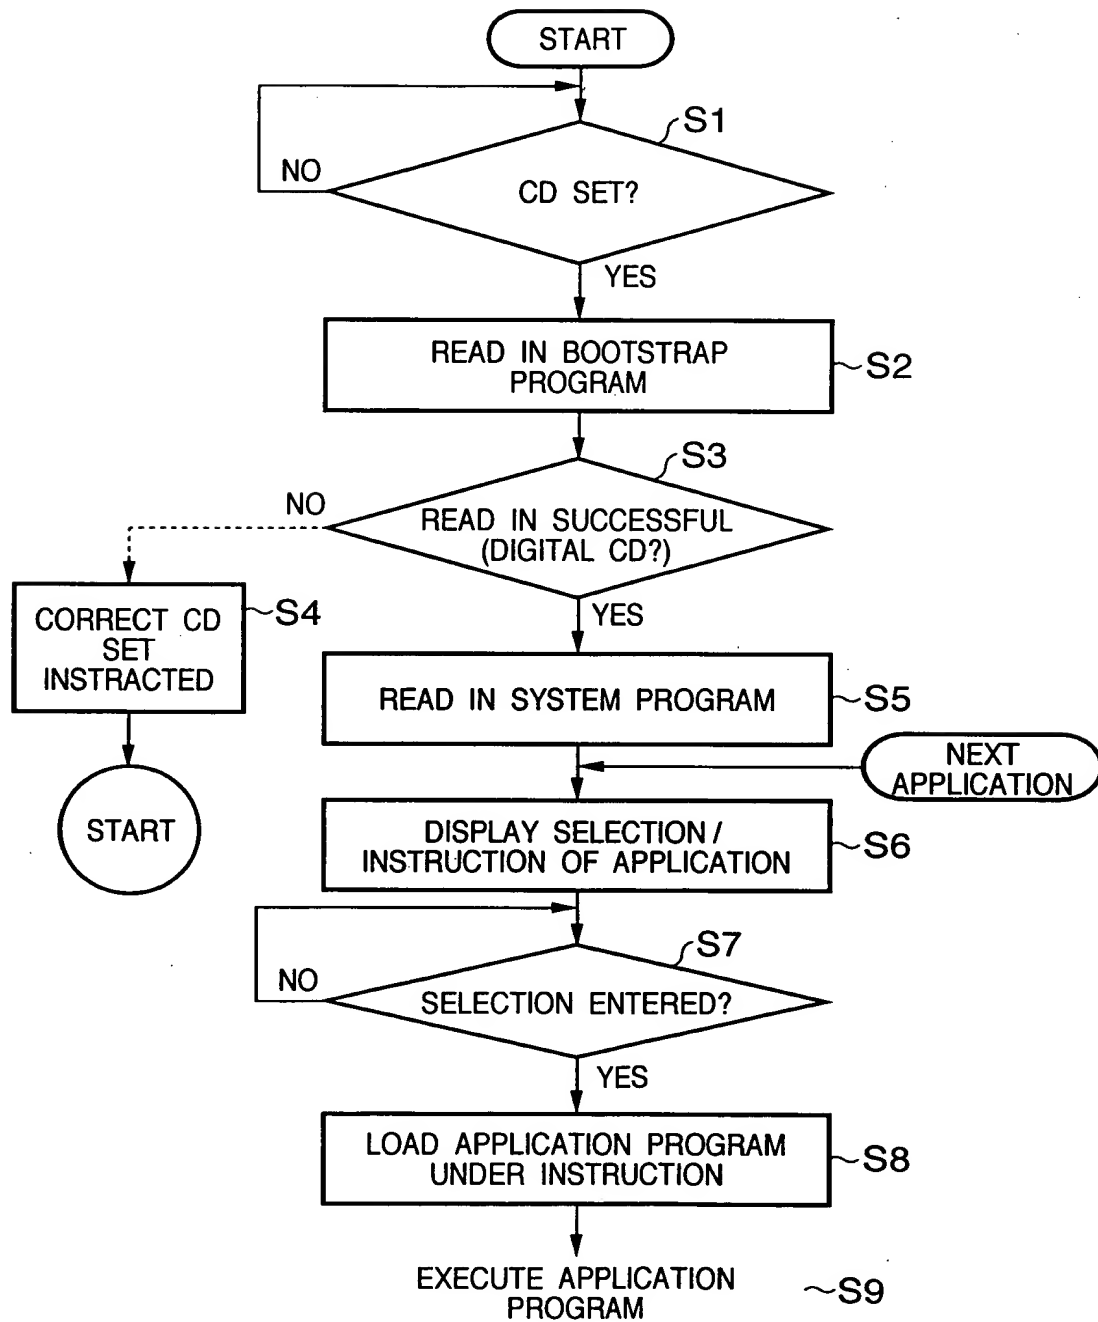 START
S1
NO
CD SET?
YES
READ IN BOOTSTRAP
PROGRAM
S2
S3
NO
READ IN SUCCESSFUL
(DIGITAL CD?)
YES
CORRECT CD
SET
INSTRACTED
S4
READ IN SYSTEM PROGRAM
S5
NEXT
APPLICATION
START
DISPLAY SELECTION/
INSTRUCTION OF APPLICATION
S6
S7
NO
SELECTION ENTERED?
YES
LOAD APPLICATION PROGRAM
UNDER INSTRUCTION
S8
EXECUTE APPLICATION
PROGRAM
S9